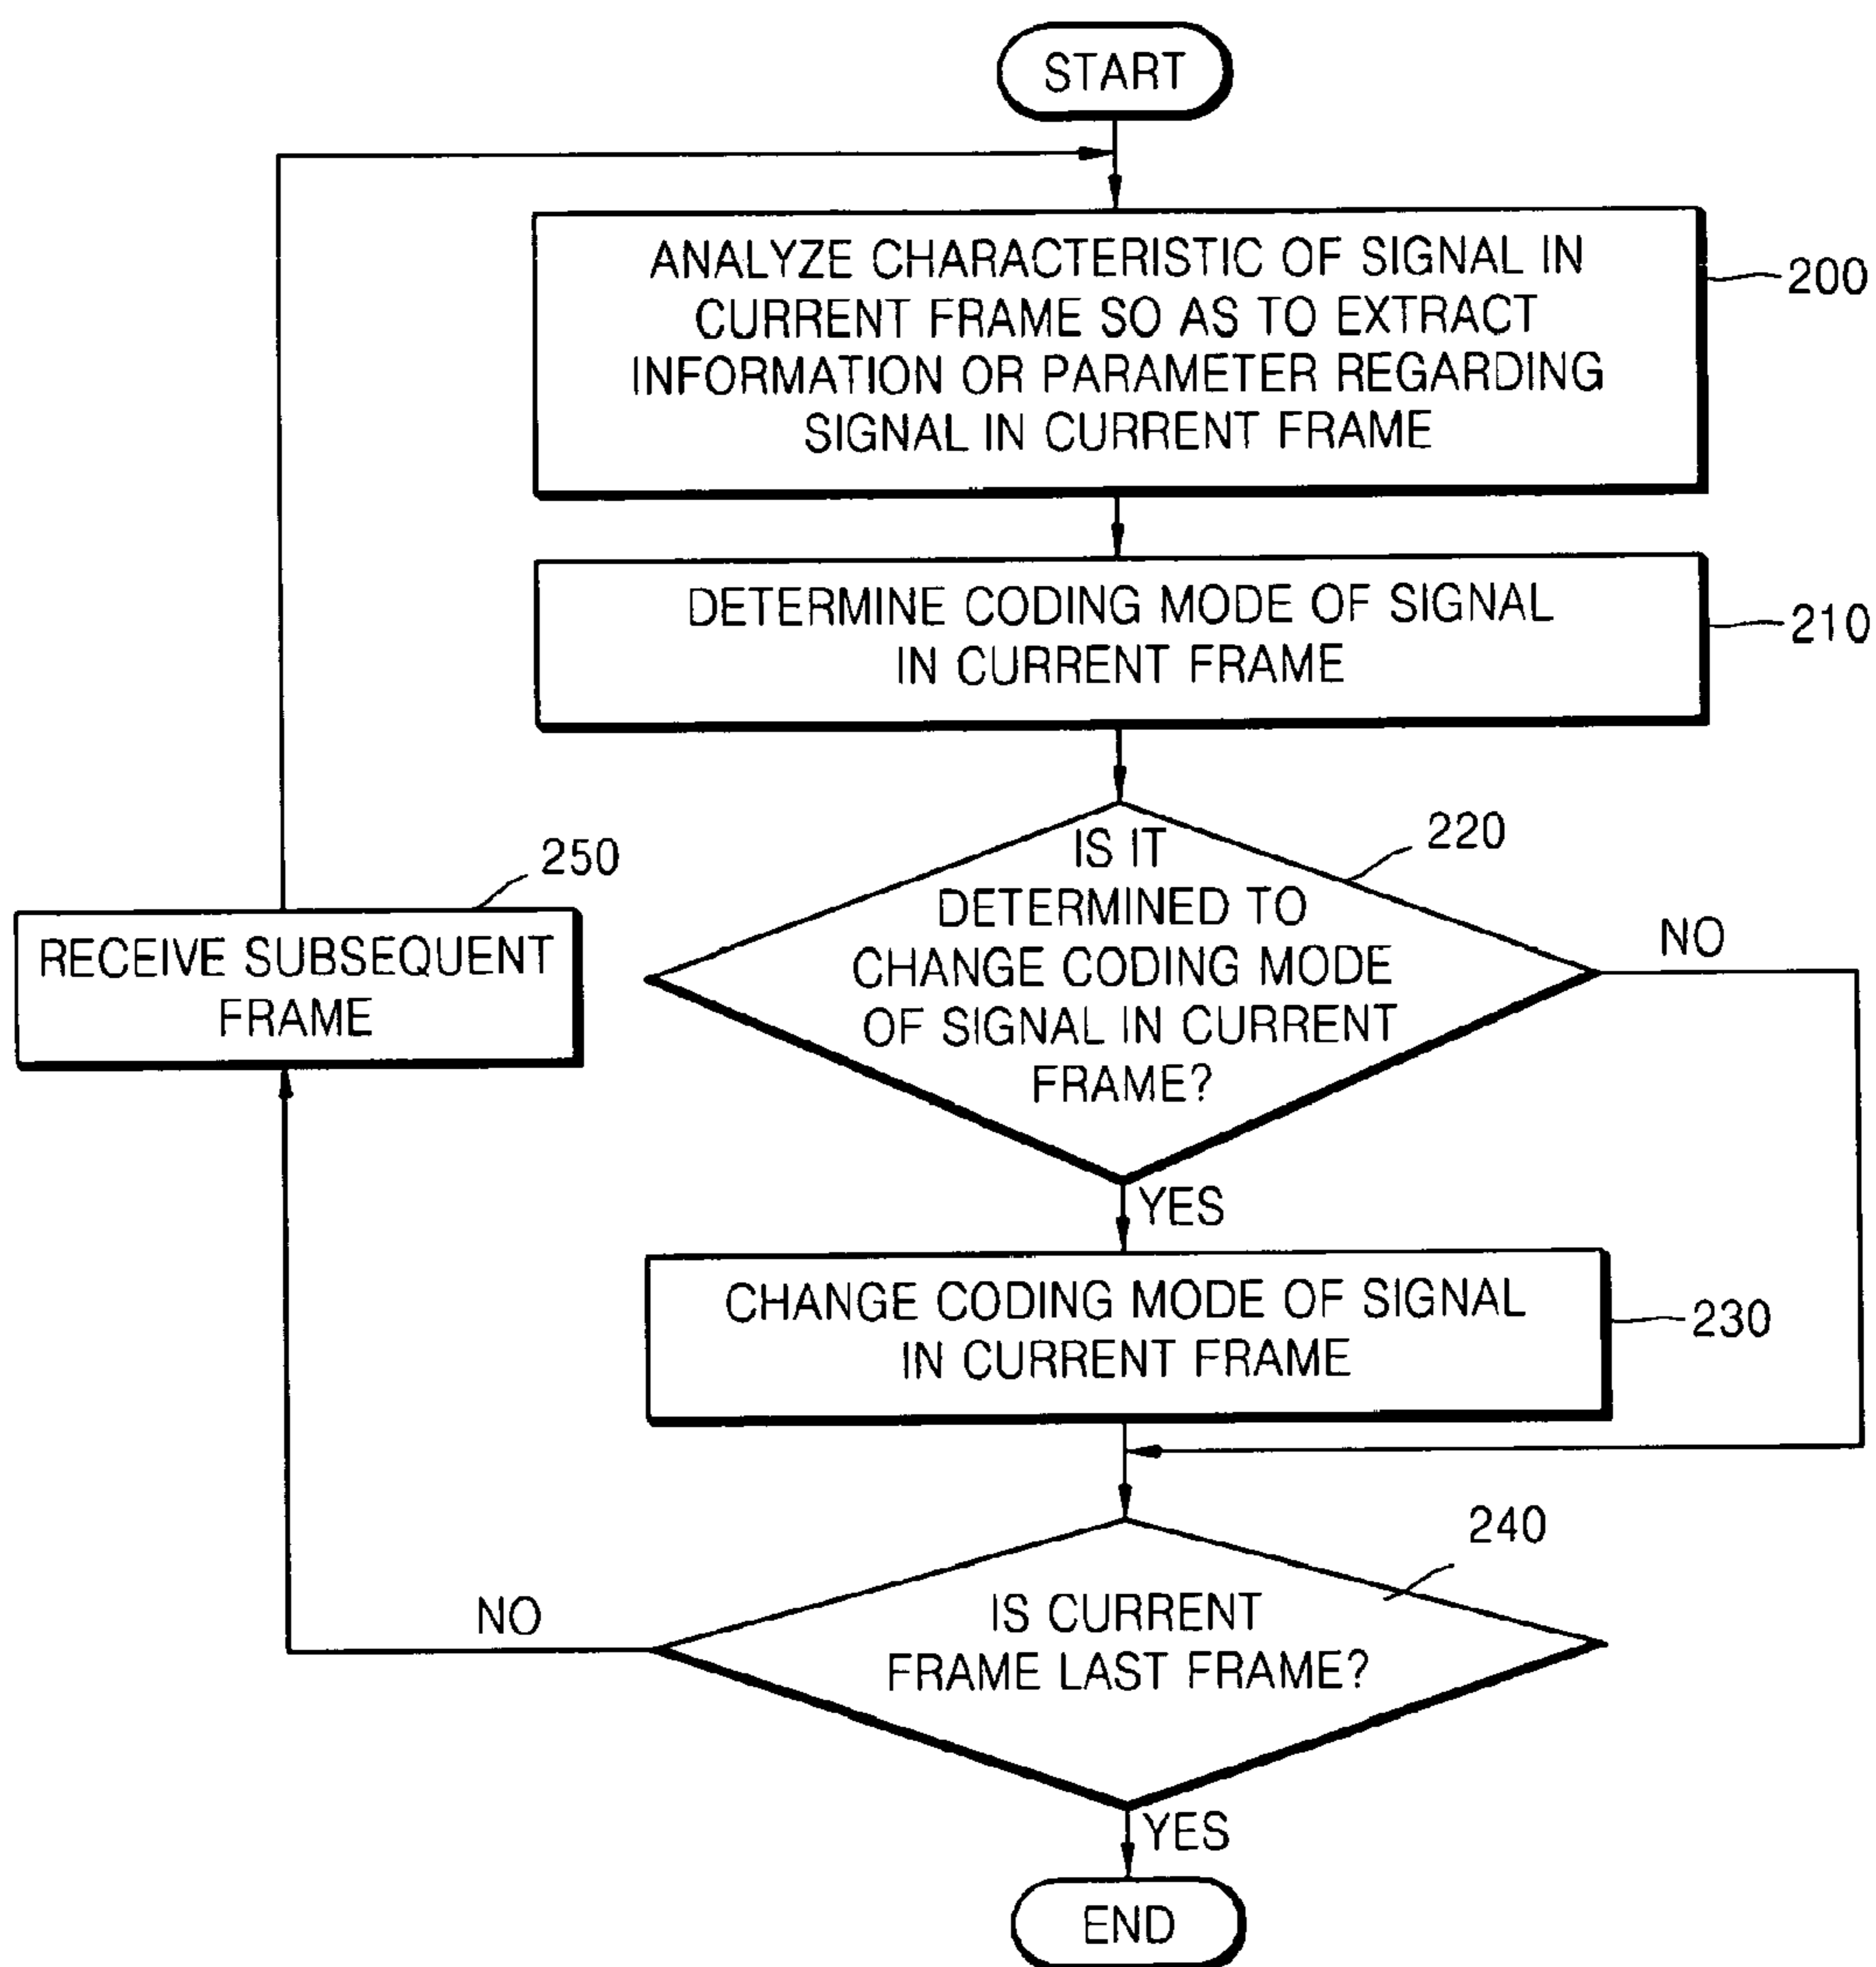 START
ANALYZE CHARACTERISTIC OF SIGNAL IN
CURRENT FRAME SO AS TO EXTRACT
INFORMATION OR PARAMETER REGARDING
SIGNAL IN CURRENT FRAME
200
DETERMINE CODING MODE OF SIGNAL
IN CURRENT FRAME
210
IS IT
DETERMINED TO
CHANGE CODING MODE
OF SIGNAL IN CURRENT
FRAME?
220
NO
250
RECEIVE SUBSEQUENT
FRAME
YES
CHANGE CODING MODE OF SIGNAL
IN CURRENT FRAME
230
240
IS CURRENT
FRAME LAST FRAME?
NO
YES
END